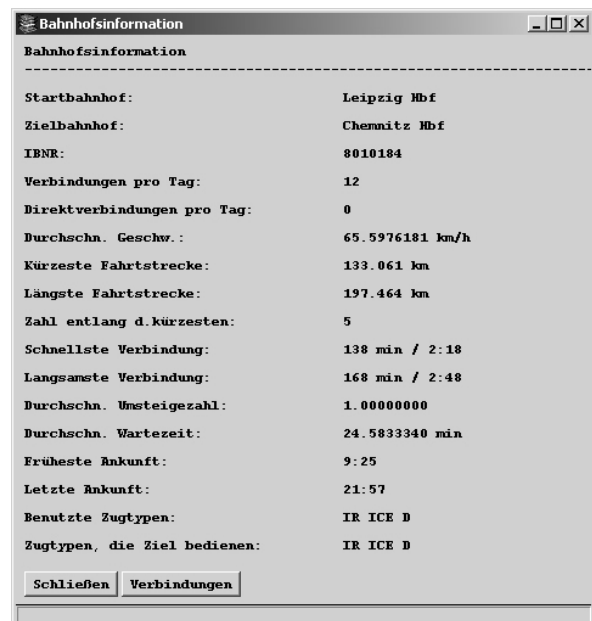 Bahnhofsinformation
Bahnhofsinformation
--------------------------------------------------------------------------------
Startbahnhof: Leipzig Hbf
Zielbahnhof: Chemnitz Hbf
IBNR: 8010184
Verbindungen pro Tag: 12
Direktverbindungen pro Tag: 0
Durchschn. Geschw.: 65.5976181 km/h
Kürzeste Fahrtstrecke: 133.061 km
Längste Fahrtstrecke: 197.464 km
Zahl entlang d.kürzesten: 5
Schnellste Verbindung: 138 min / 2:18
Langsamste Verbindung: 168 min / 2:48
Durchschn. Umsteigezahl: 1.00000000
Durchschn. Wartezeit: 24.5833340 min
Früheste Ankunft: 9:25
Letzte Ankunft: 21:57
Benutzte Zugtypen: IR ICE D
Zugtypen, die Ziel bedienen: IR ICE D
Schließen Verbindungen